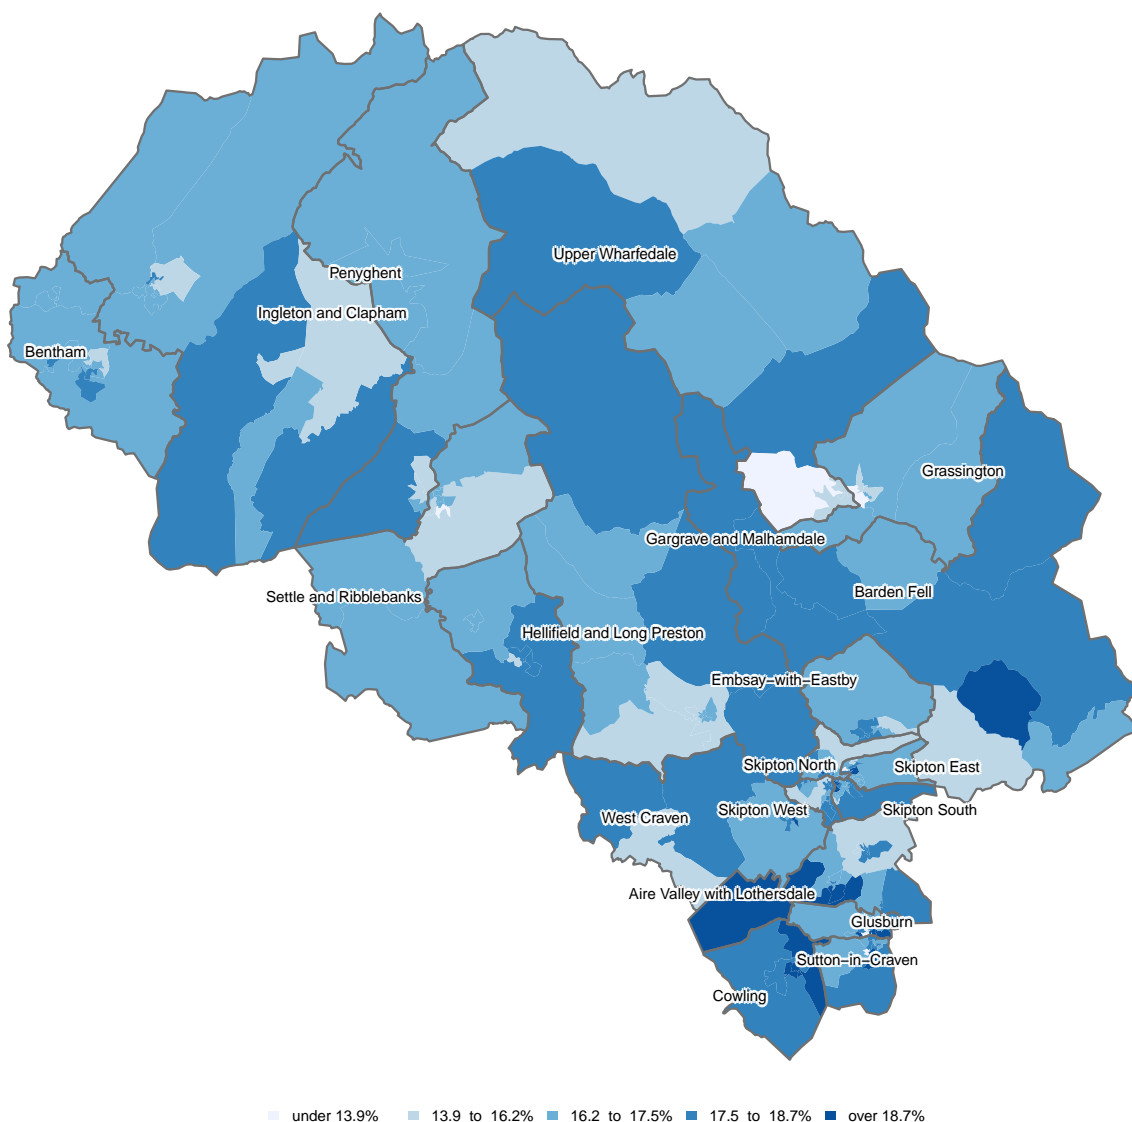 Upper Wharfedale
Penyghent
Ingleton and Clapham
Bentham
Grassington
Gargrave and Malhamdale
Barden Fell
Settle and Ribblebanks
Hellifield and Long Preston
Embsay−with−Eastby
Skipton North
Skipton East
Skipton West
Skipton South
West Craven
Aire Valley with Lothersdale
Glusburn
Sutton−in−Craven
Cowling
under 13.9% 13.9 to 16.2% 16.2 to 17.5% 17.5 to 18.7% over 18.7%